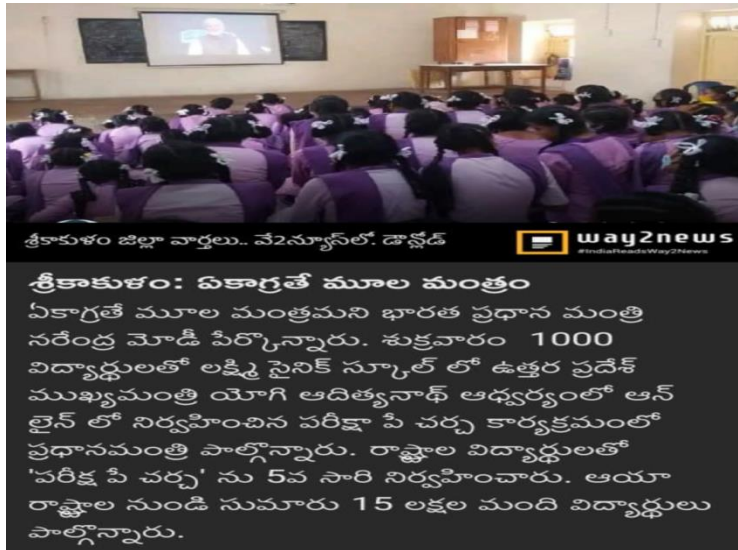 శ్రీకాకుళం జిల్లా వార్తలు.. వే2న్యూస్‌లో. డౌన్లోడ్
way2news
#IndiaReadsWay2News
శ్రీకాకుళం: ఏకాగ్రతే మూల మంత్రం
ఏకాగ్రతే మూల మంత్రమని భారత ప్రధాన మంత్రి
నరేంద్ర మోడీ పేర్కొన్నారు. శుక్రవారం 1000
విద్యార్థులతో లక్ష్మి సైనిక్ స్కూల్ లో ఉత్తర ప్రదేశ్
ముఖ్యమంత్రి యోగి ఆదిత్యనాథ్ ఆధ్వర్యంలో ఆన్
లైన్ లో నిర్వహించిన పరీక్షా పే చర్చ కార్యక్రమంలో
ప్రధానమంత్రి పాల్గొన్నారు. రాష్ట్రాల విద్యార్థులతో
'పరీక్ష పే చర్చ' ను 5వ సారి నిర్వహించారు. ఆయా
రాష్ట్రాల నుండి సుమారు 15 లక్షల మంది విద్యార్థులు
పాల్గొన్నారు.